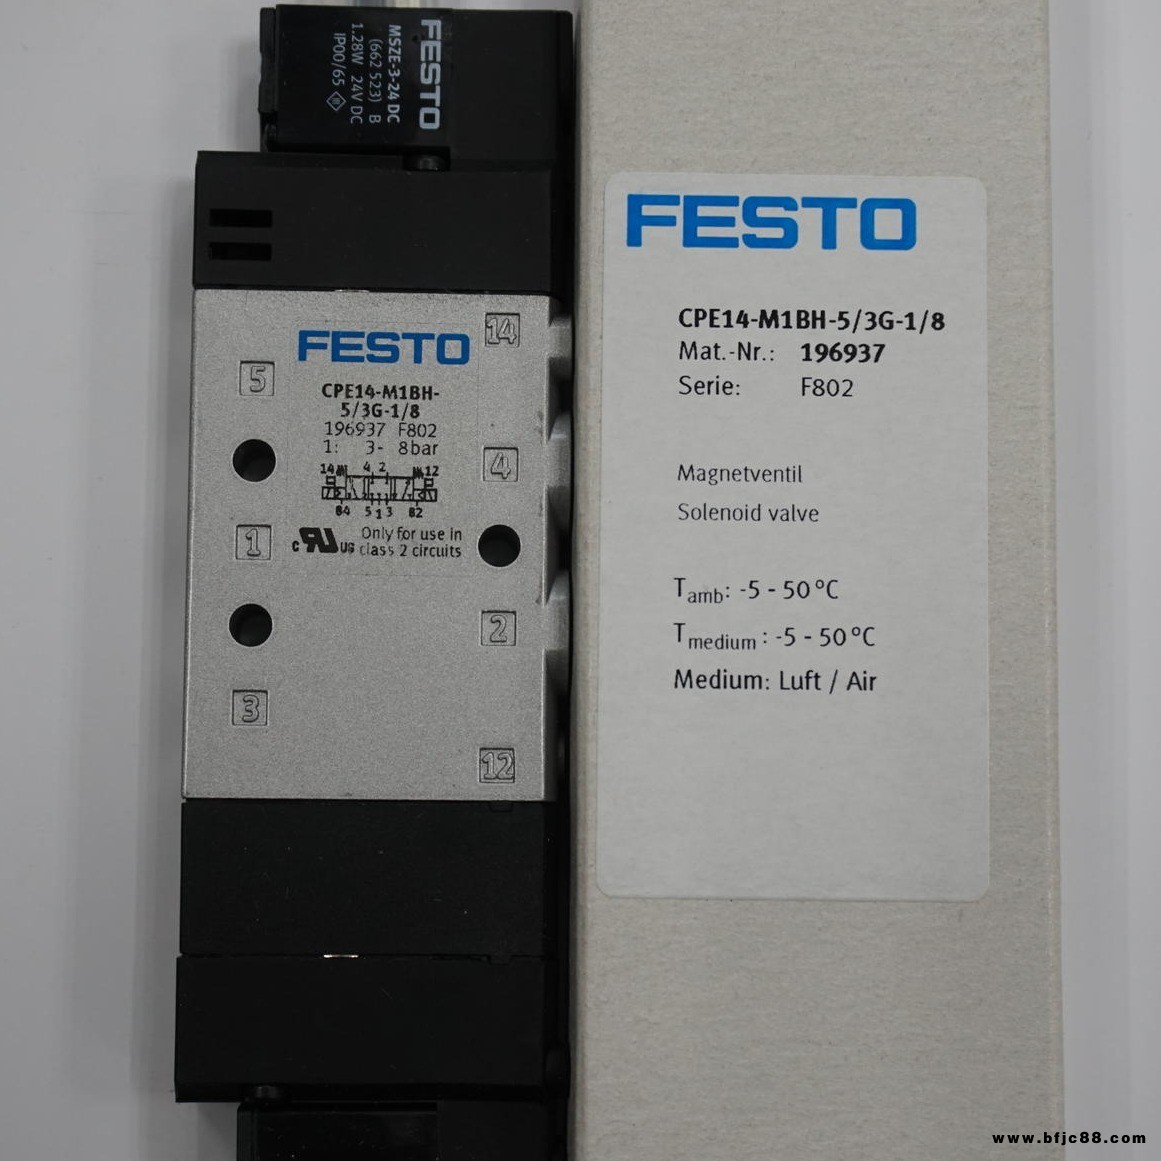 FESTO
MSZE-3-24 DC
(662 523) B
1.28W 24V DC
IP00/65
14
FESTO
5
CPE14-M1BH-
5/3G-1/8
196937 F802
1: 3- 8bar
14 4 2 12
84 5 1 3 82
4
1
c RU US Only for use in
class 2 circuits
2
3
12
FESTO
CPE14-M1BH-5/3G-1/8
Mat.-Nr.: 196937
Serie: F802
Magnetventil
Solenoid valve
Tamb: -5 - 50°C
Tmedium: -5 - 50°C
Medium: Luft / Air
www.bfjc88.com